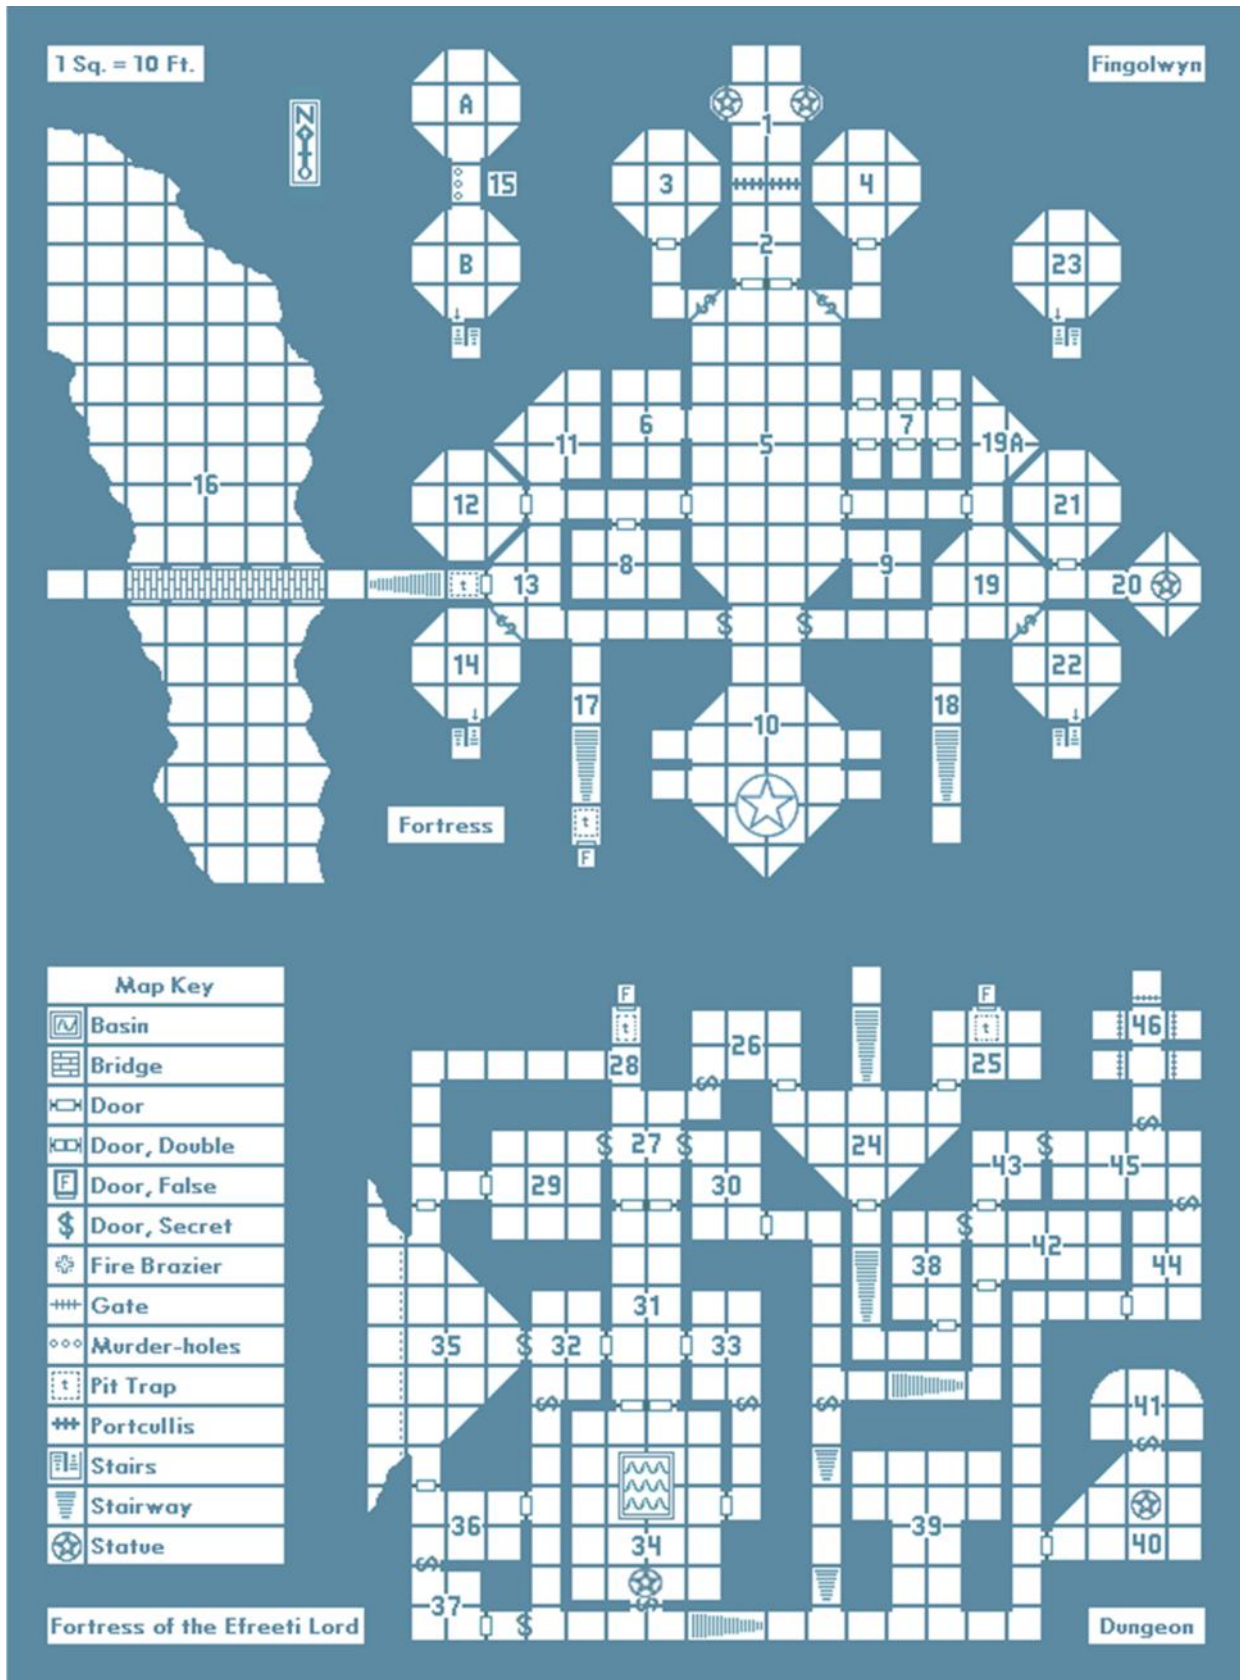 1 Sq. = 10 Ft.
Fingolwyn
N
A
15
B
1
3
4
2
23
6
7
11
5
19A
16
12
21
8
9
13
t
19
20
14
22
17
10
18
Fortress
t
F
Map Key
Basin
Bridge
Door
Door, Double
F Door, False
$ Door, Secret
Fire Brazier
Gate
Murder-holes
t Pit Trap
Portcullis
Stairs
Stairway
Statue
F
t
28
26
F
t
25
46
27
24
43
45
29
30
42
38
44
31
35
32
33
41
36
39
34
40
37
Fortress of the Efreeti Lord
Dungeon